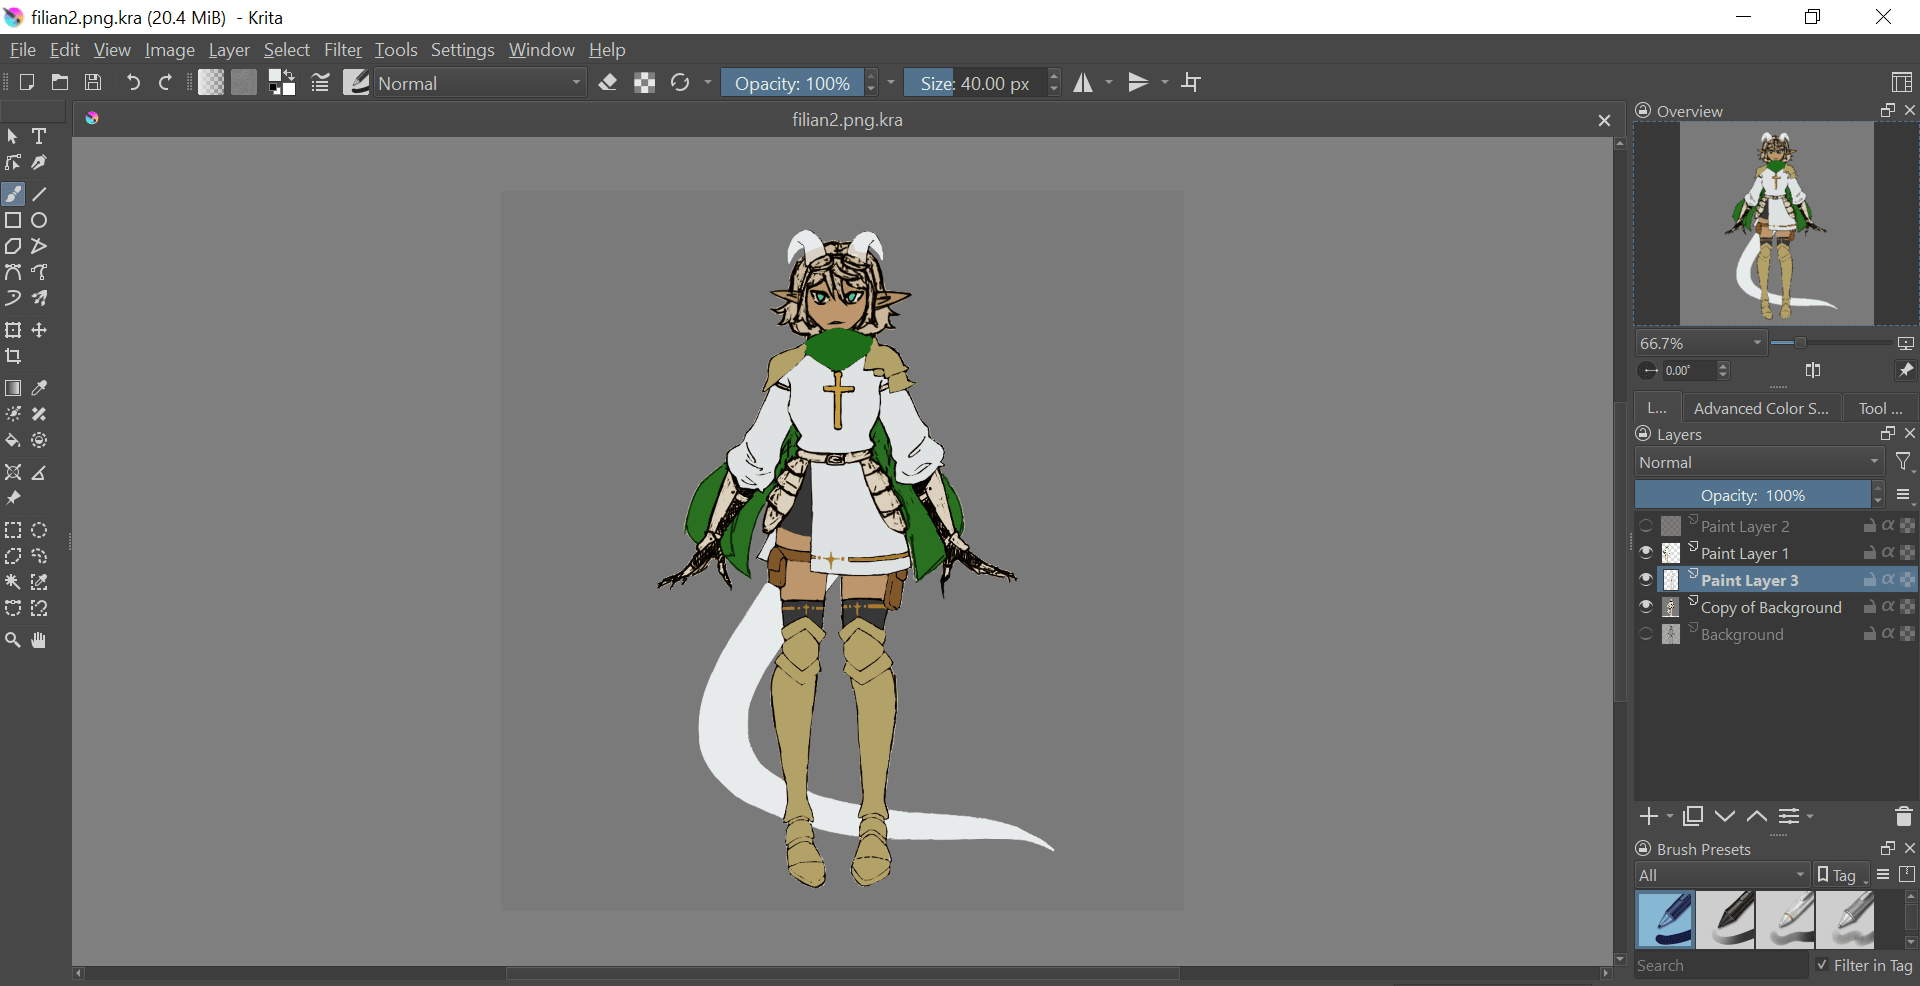 filian2.png.kra (20.4 MiB) - Krita
File Edit View Image Layer Select Filter Tools Settings Window Help
Normal
Opacity: 100%
Size: 40.00 px
filian2.png.kra
Overview
66.7%
0.00°
L...
Advanced Color S...
Tool ...
Layers
Normal
Opacity: 100%
Paint Layer 2
Paint Layer 1
Paint Layer 3
Copy of Background
Background
Brush Presets
All
Tag
Search
Filter in Tag